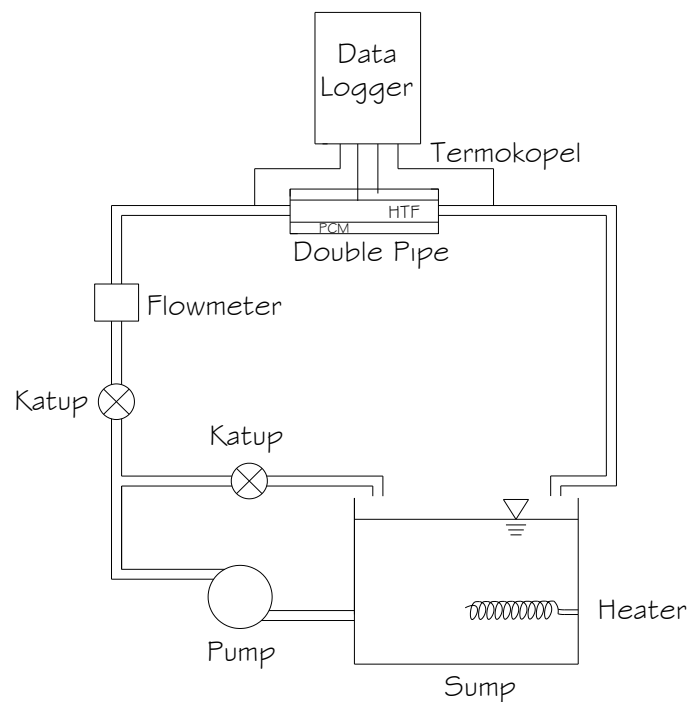 Data
Logger
Termokopel
HTF
PCM
Double Pipe
Flowmeter
Katup
Katup
Heater
Pump
Sump